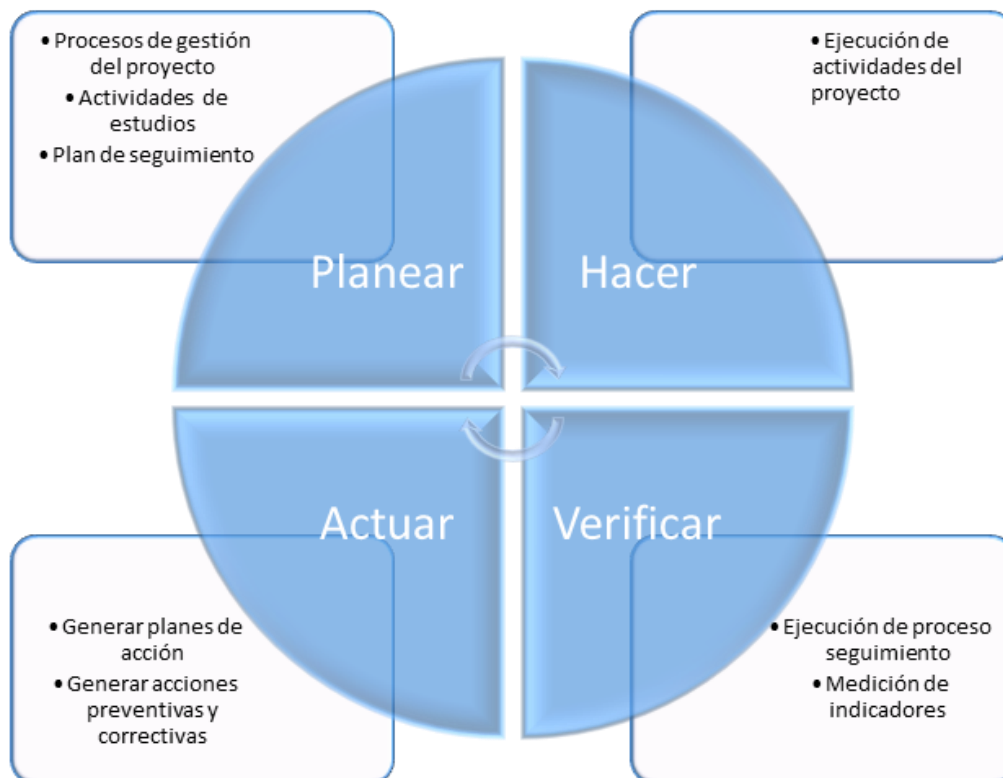 • Procesos de gestión
del proyecto
• Actividades de
estudios
• Plan de seguimiento
• Ejecución de
actividades del
proyecto
Planear
Hacer
Actuar
Verificar
• Generar planes de
acción
• Generar acciones
preventivas y
correctivas
• Ejecución de proceso
seguimiento
• Medición de
indicadores